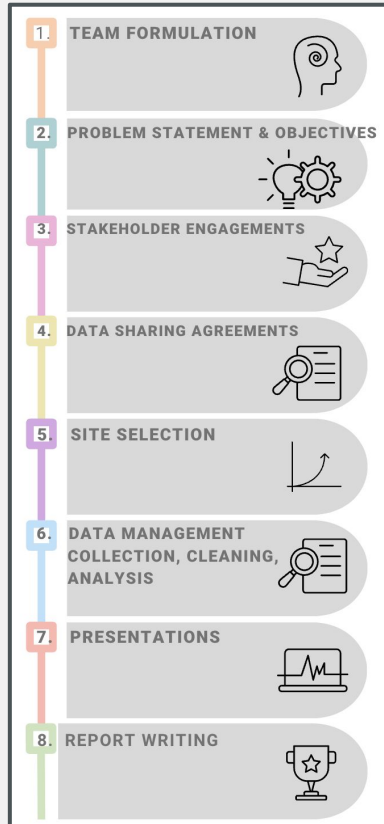 1. TEAM FORMULATION
2. PROBLEM STATEMENT & OBJECTIVES
3. STAKEHOLDER ENGAGEMENTS
4. DATA SHARING AGREEMENTS
5. SITE SELECTION
6. DATA MANAGEMENT
COLLECTION, CLEANING,
ANALYSIS
7. PRESENTATIONS
8. REPORT WRITING